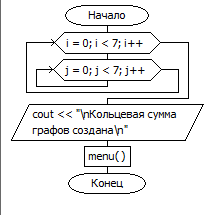 Начало
i = 0; i < 7; i++
j = 0; j < 7; j++
cout << "\nКольцевая сумма
графов создана\n"
menu( )
Конец